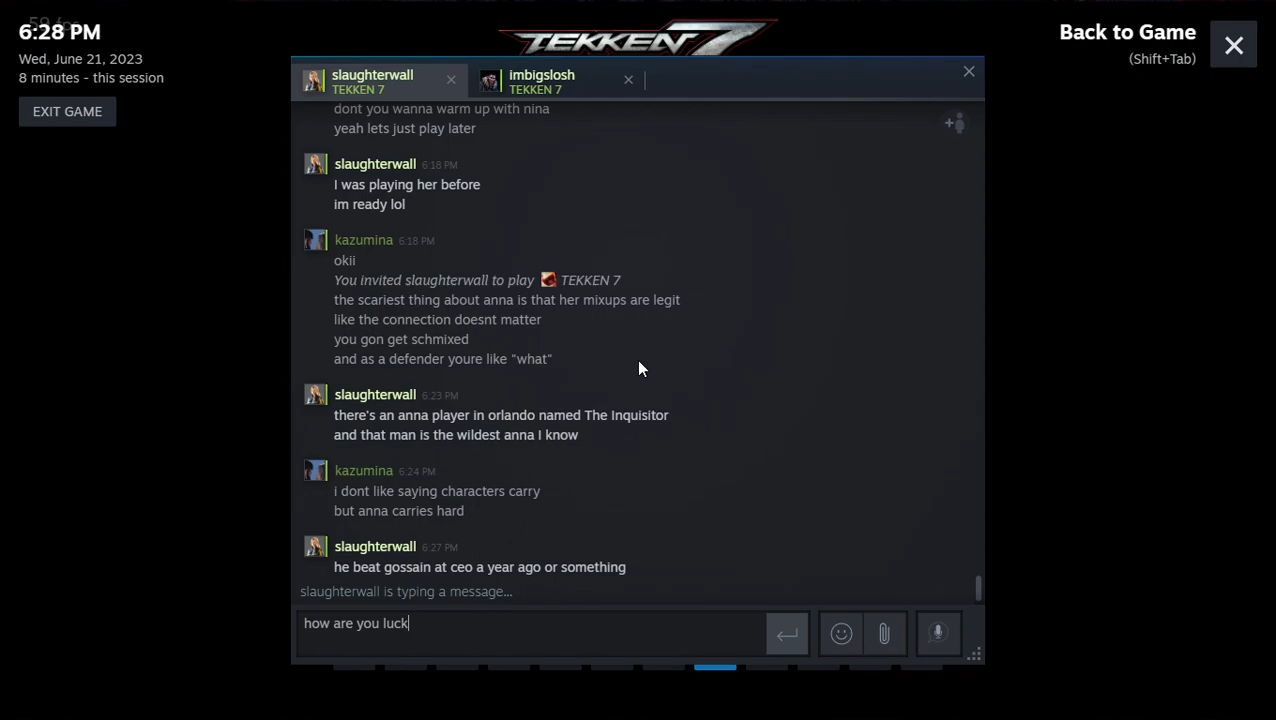 59 fps
6:28 PM
Wed, June 21, 2023
8 minutes - this session
EXIT GAME
TEKKEN 7
Back to Game
(Shift+Tab)
slaughterwall
TEKKEN 7
imbigslosh
TEKKEN 7
dont you wanna warm up with nina
yeah lets just play later
slaughterwall 6:18 PM
I was playing her before
im ready lol
kazumina 6:18 PM
okii
You invited slaughterwall to play TEKKEN 7
the scariest thing about anna is that her mixups are legit
like the connection doesnt matter
you gon get schmixed
and as a defender youre like "what"
slaughterwall 6:23 PM
there's an anna player in orlando named The Inquisitor
and that man is the wildest anna I know
kazumina 6:24 PM
i dont like saying characters carry
but anna carries hard
slaughterwall 6:27 PM
he beat gossain at ceo a year ago or something
slaughterwall is typing a message...
how are you luck